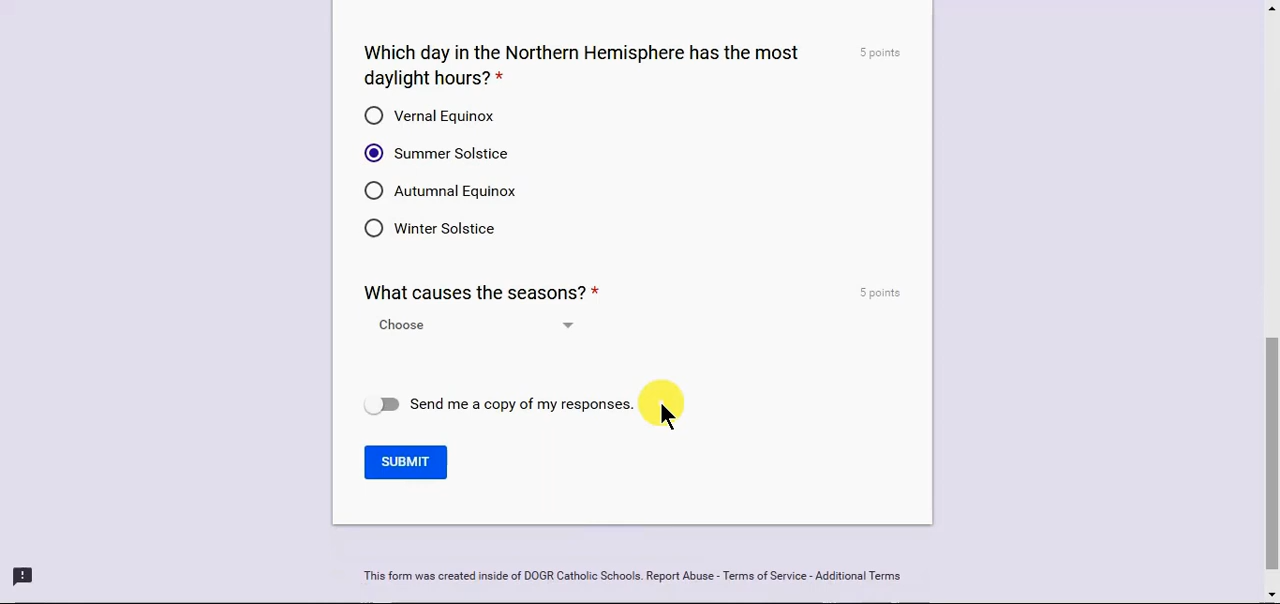 Which day in the Northern Hemisphere has the most
daylight hours? *
5 points
Vernal Equinox
Summer Solstice
Autumnal Equinox
Winter Solstice
What causes the seasons? *
5 points
Choose
Send me a copy of my responses.
SUBMIT
This form was created inside of DOGR Catholic Schools. Report Abuse - Terms of Service - Additional Terms